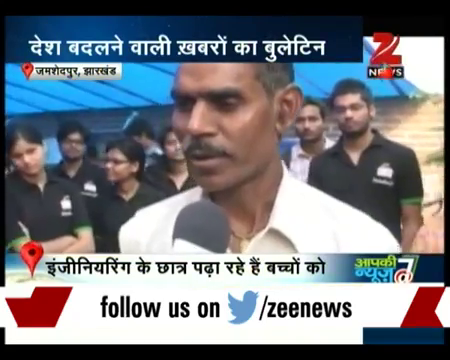 देश बदलने वाली ख़बरों का बुलेटिन
Z
NEWS
जमशेदपुर, झारखंड
इंजीनियरिंग के छात्र पढ़ा रहे हैं बच्चों को
आपकी
न्यूज़ @7
follow us on /zeenews